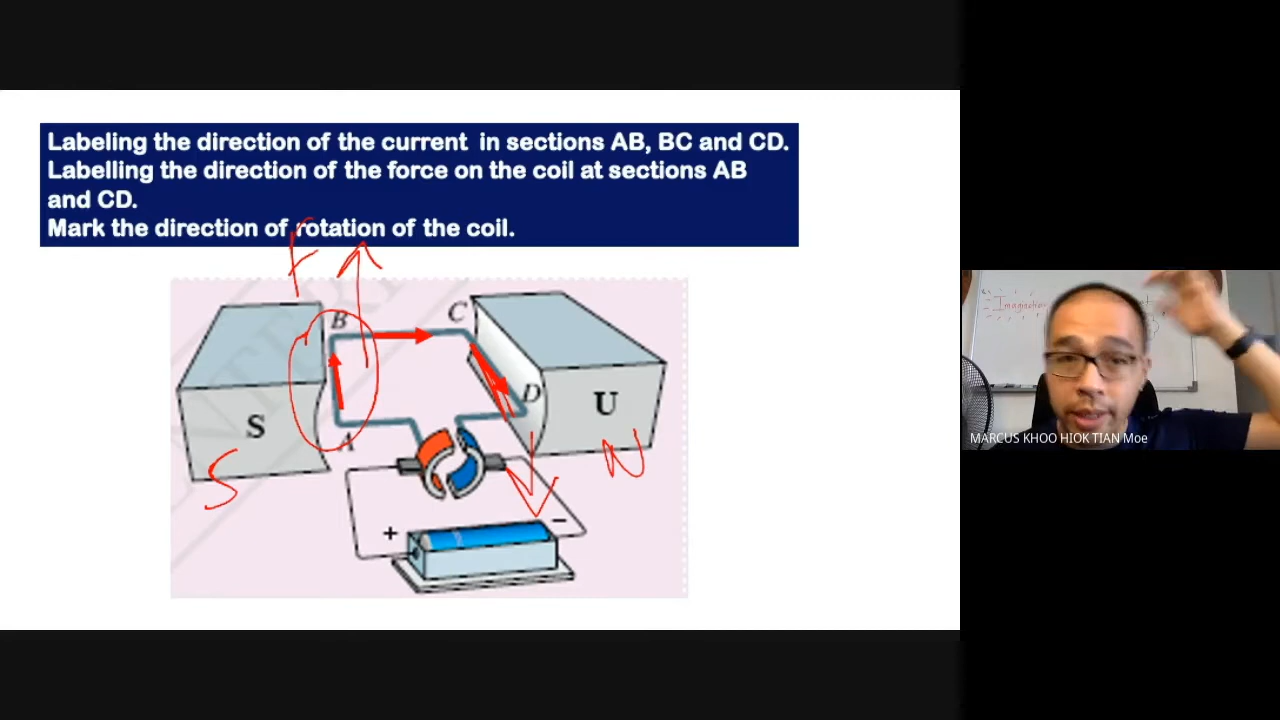 Labeling the direction of the current in sections AB, BC and CD.
Labelling the direction of the force on the coil at sections AB
and CD.
Mark the direction of rotation of the coil.
F
B
C
D
A
S
U
S
N
+
−
Imagination
MARCUS KHOO HIOK TIAN Moe